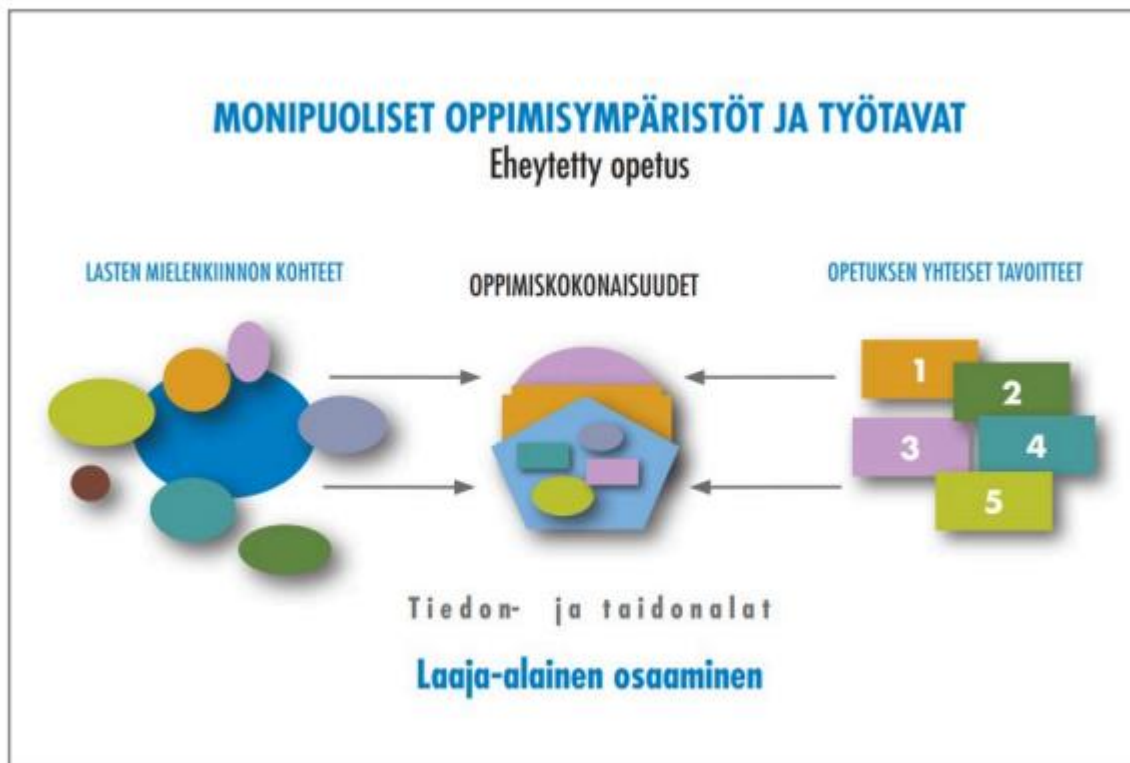 MONIPUOLISET OPPIMISYMPÄRISTÖT JA TYÖTAVAT
Eheytetty opetus
LASTEN MIELENKIINNON KOHTEET
OPPIMISKOKONAISUUDET
OPETUKSEN YHTEISET TAVOITTEET
1
2
3
4
5
Tiedon- ja taidonalat
Laaja-alainen osaaminen